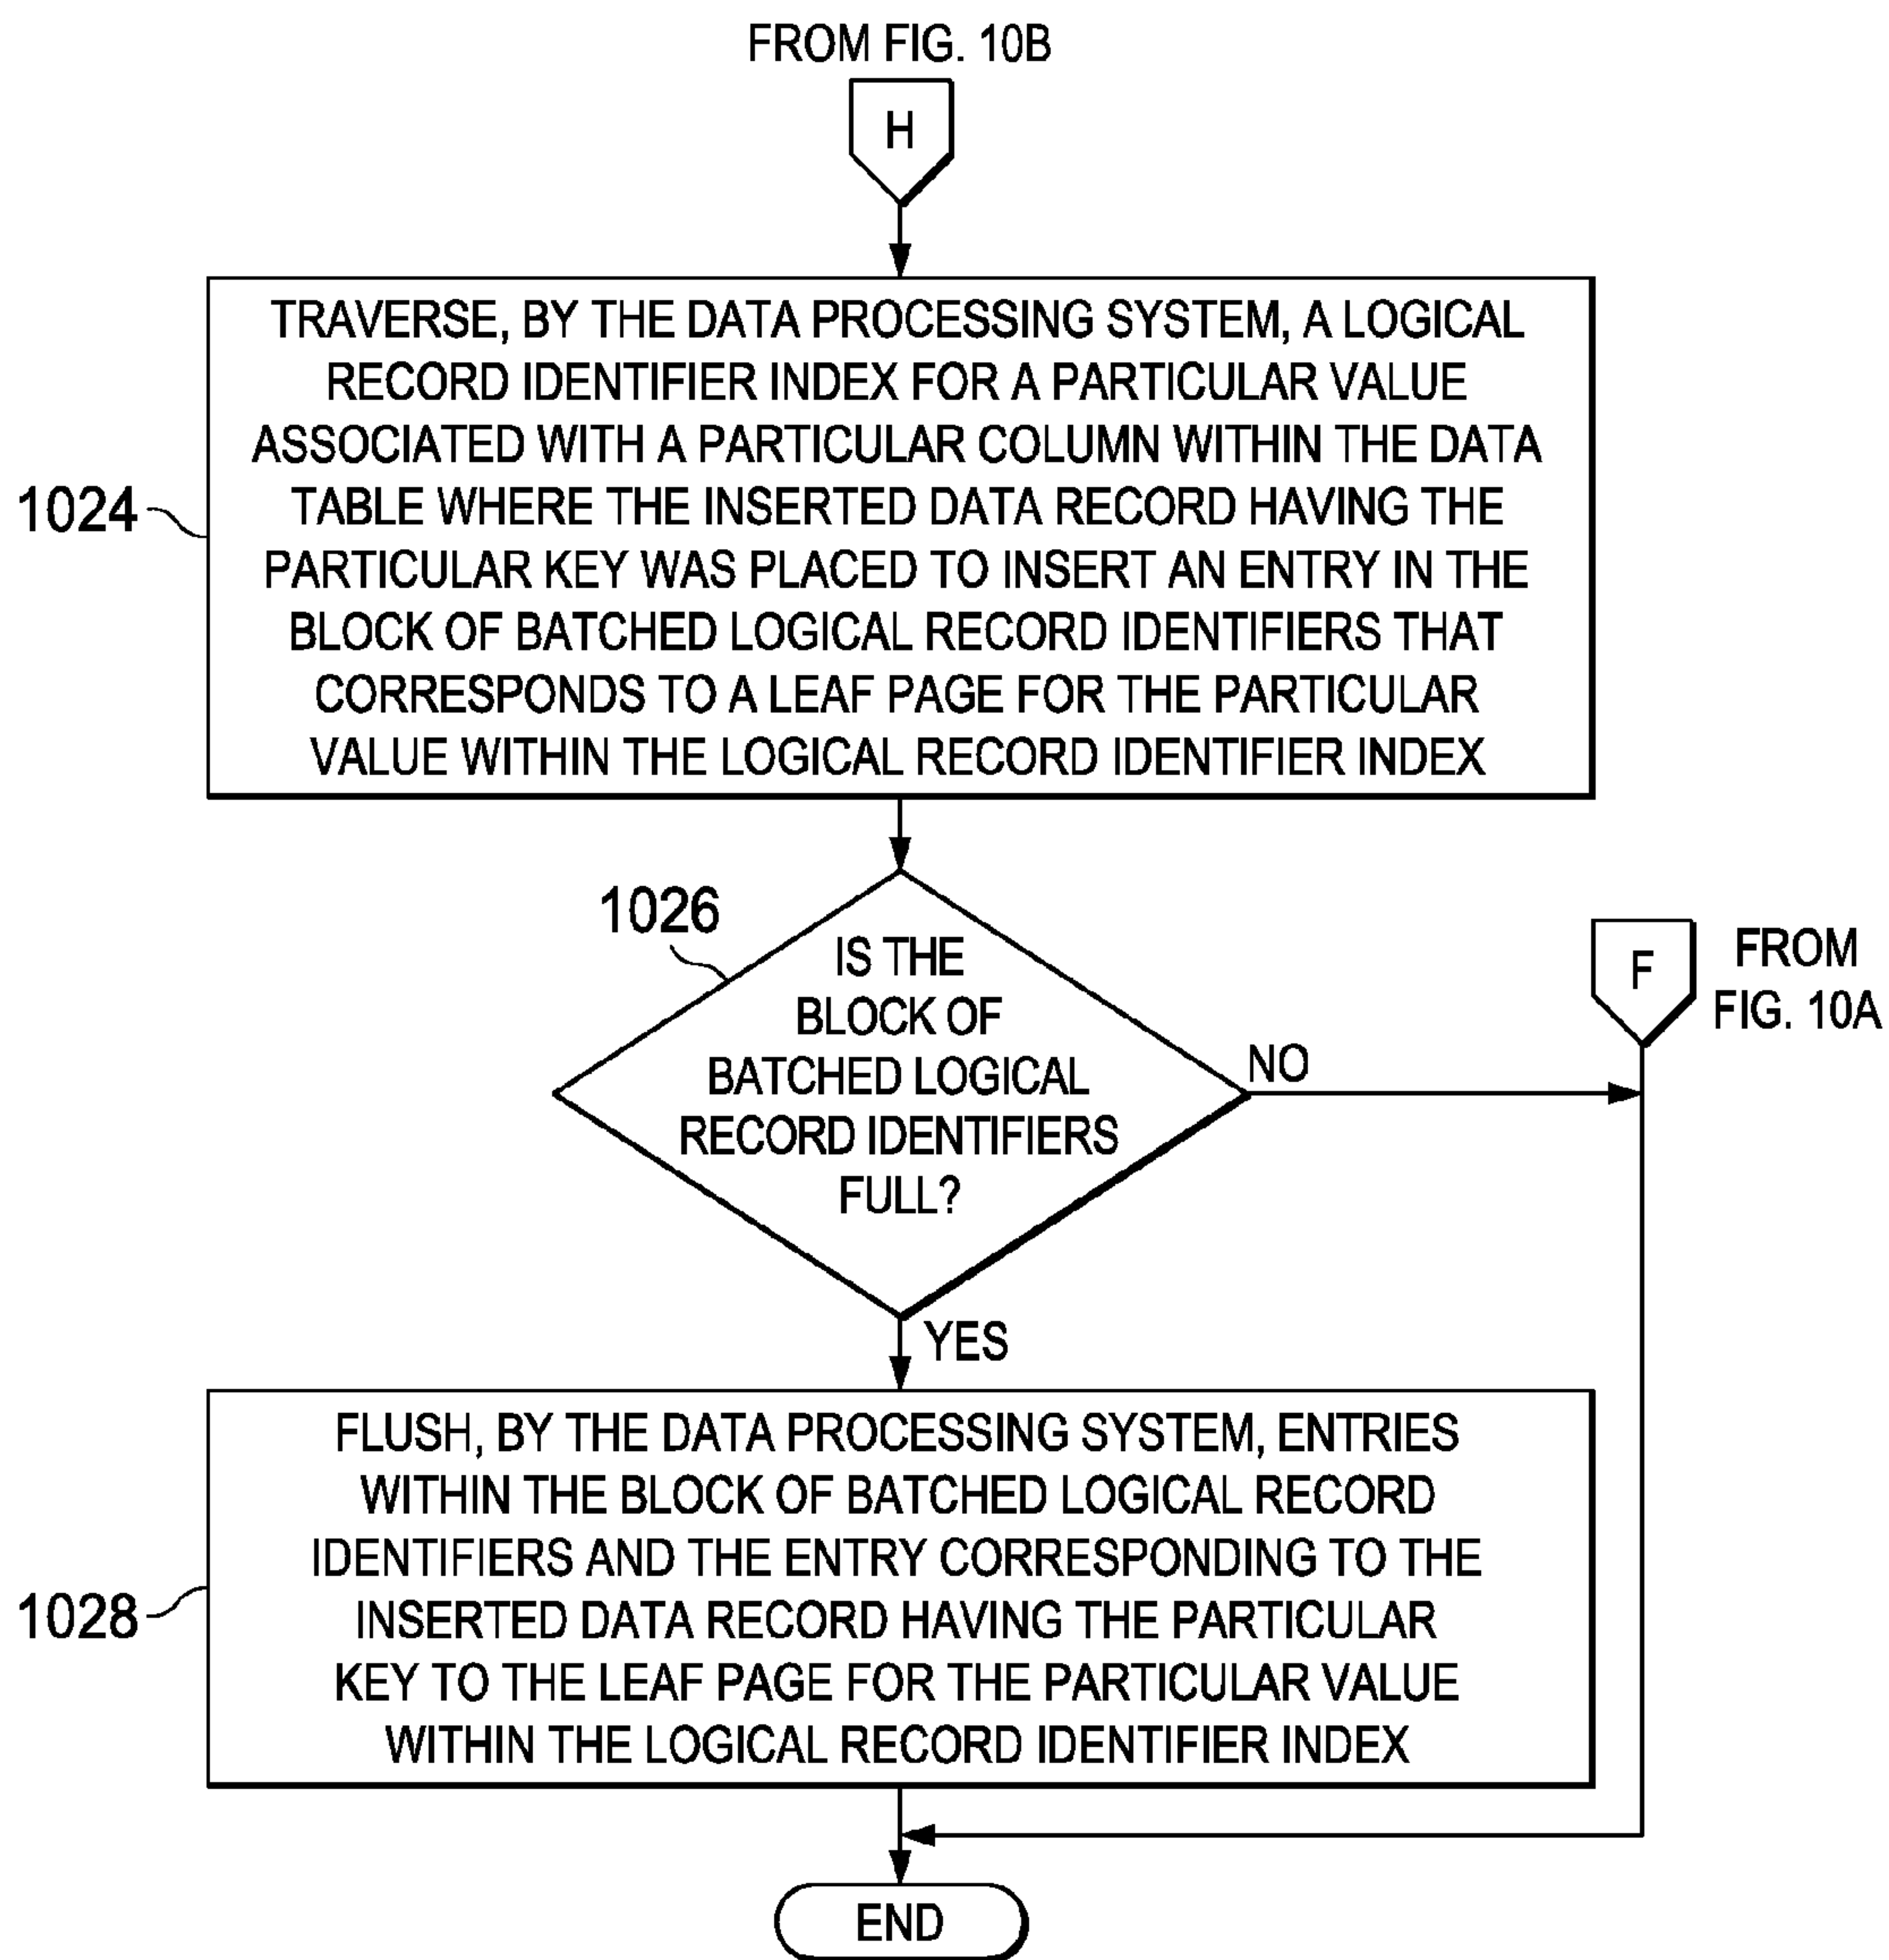 FROM FIG. 10B
H
TRAVERSE, BY THE DATA PROCESSING SYSTEM, A LOGICAL
RECORD IDENTIFIER INDEX FOR A PARTICULAR VALUE
ASSOCIATED WITH A PARTICULAR COLUMN WITHIN THE DATA
TABLE WHERE THE INSERTED DATA RECORD HAVING THE
PARTICULAR KEY WAS PLACED TO INSERT AN ENTRY IN THE
BLOCK OF BATCHED LOGICAL RECORD IDENTIFIERS THAT
CORRESPONDS TO A LEAF PAGE FOR THE PARTICULAR
VALUE WITHIN THE LOGICAL RECORD IDENTIFIER INDEX
1024
1026
IS THE
BLOCK OF
BATCHED LOGICAL
RECORD IDENTIFIERS
FULL?
NO
F
FROM
FIG. 10A
YES
FLUSH, BY THE DATA PROCESSING SYSTEM, ENTRIES
WITHIN THE BLOCK OF BATCHED LOGICAL RECORD
IDENTIFIERS AND THE ENTRY CORRESPONDING TO THE
INSERTED DATA RECORD HAVING THE PARTICULAR
KEY TO THE LEAF PAGE FOR THE PARTICULAR VALUE
WITHIN THE LOGICAL RECORD IDENTIFIER INDEX
1028
END